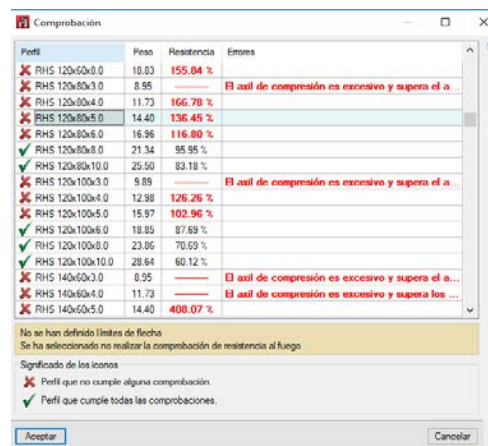 Comprobación
Perfil Peso Resistencia Errores
RHS 120x60x8.0 18.83 155.84 %
RHS 120x80x3.0 8.95 ——— El axil de compresión es excesivo y supera el a...
RHS 120x80x4.0 11.73 166.78 %
RHS 120x80x5.0 14.40 136.45 %
RHS 120x80x6.0 16.96 116.80 %
RHS 120x80x8.0 21.34 95.95 %
RHS 120x80x10.0 25.50 83.18 %
RHS 120x100x3.0 9.89 ——— El axil de compresión es excesivo y supera el a...
RHS 120x100x4.0 12.98 126.26 %
RHS 120x100x5.0 15.97 102.96 %
RHS 120x100x6.0 18.85 87.69 %
RHS 120x100x8.0 23.86 70.69 %
RHS 120x100x10.0 28.64 60.12 %
RHS 140x60x3.0 8.95 ——— El axil de compresión es excesivo y supera el a...
RHS 140x60x4.0 11.73 ——— El axil de compresión es excesivo y supera los ...
RHS 140x60x5.0 14.40 408.07 %
No se han definido límites de flecha
Se ha seleccionado no realizar la comprobación de resistencia al fuego
Significado de los iconos
Perfil que no cumple alguna comprobación.
Perfil que cumple todas las comprobaciones.
Aceptar Cancelar